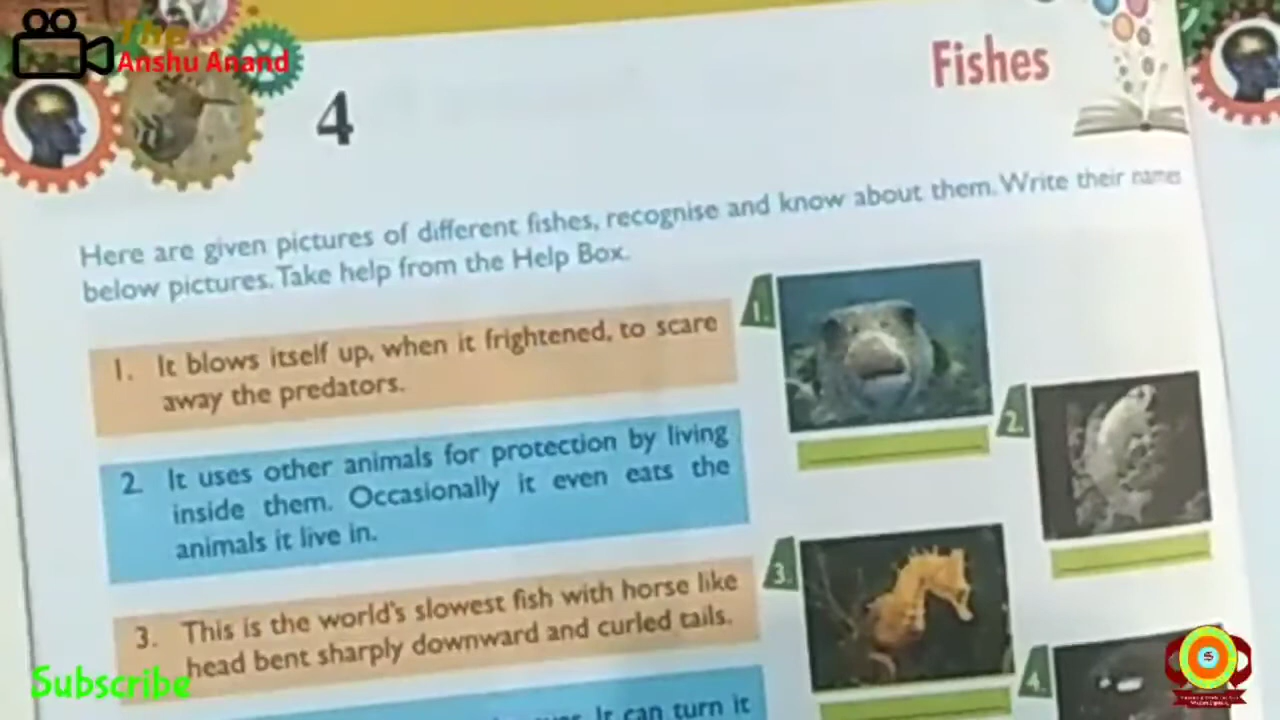 The
Anshu Anand
4
Fishes
Here are given pictures of different fishes, recognise and know about them. Write their names
below pictures. Take help from the Help Box.
1. It blows itself up, when it frightened, to scare
away the predators.
2. It uses other animals for protection by living
inside them. Occasionally it even eats the
animals it live in.
3. This is the world's slowest fish with horse like
head bent sharply downward and curled tails.
It can turn it
1.
2.
3.
4.
Subscribe